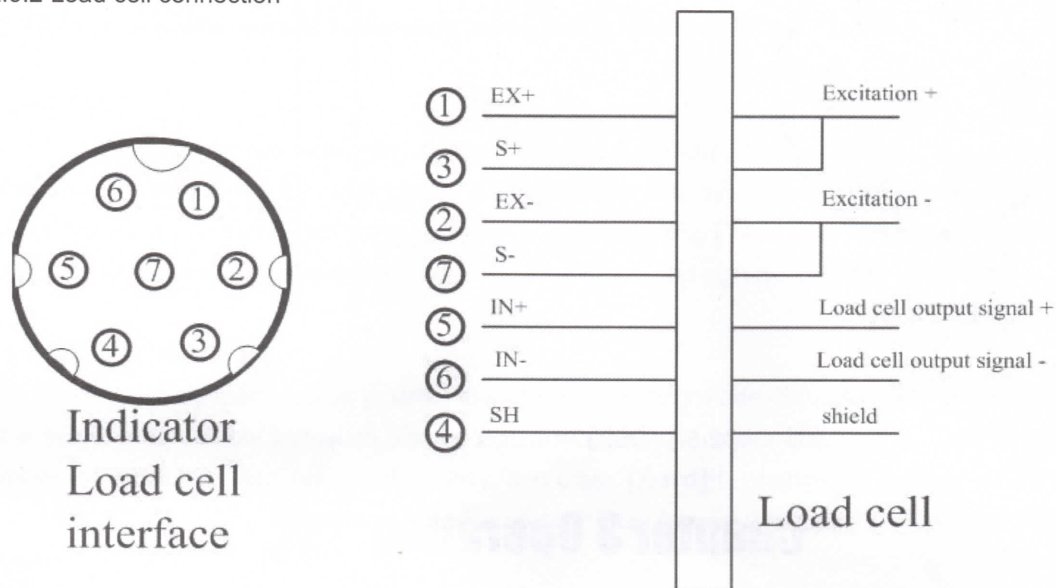 Load cell connection
① EX+ Excitation +
③ S+
② EX- Excitation -
⑦ S-
⑤ IN+ Load cell output signal +
⑥ IN- Load cell output signal -
④ SH shield
⑥ ①
⑤ ⑦ ②
④ ③
Indicator
Load cell
interface
Load cell